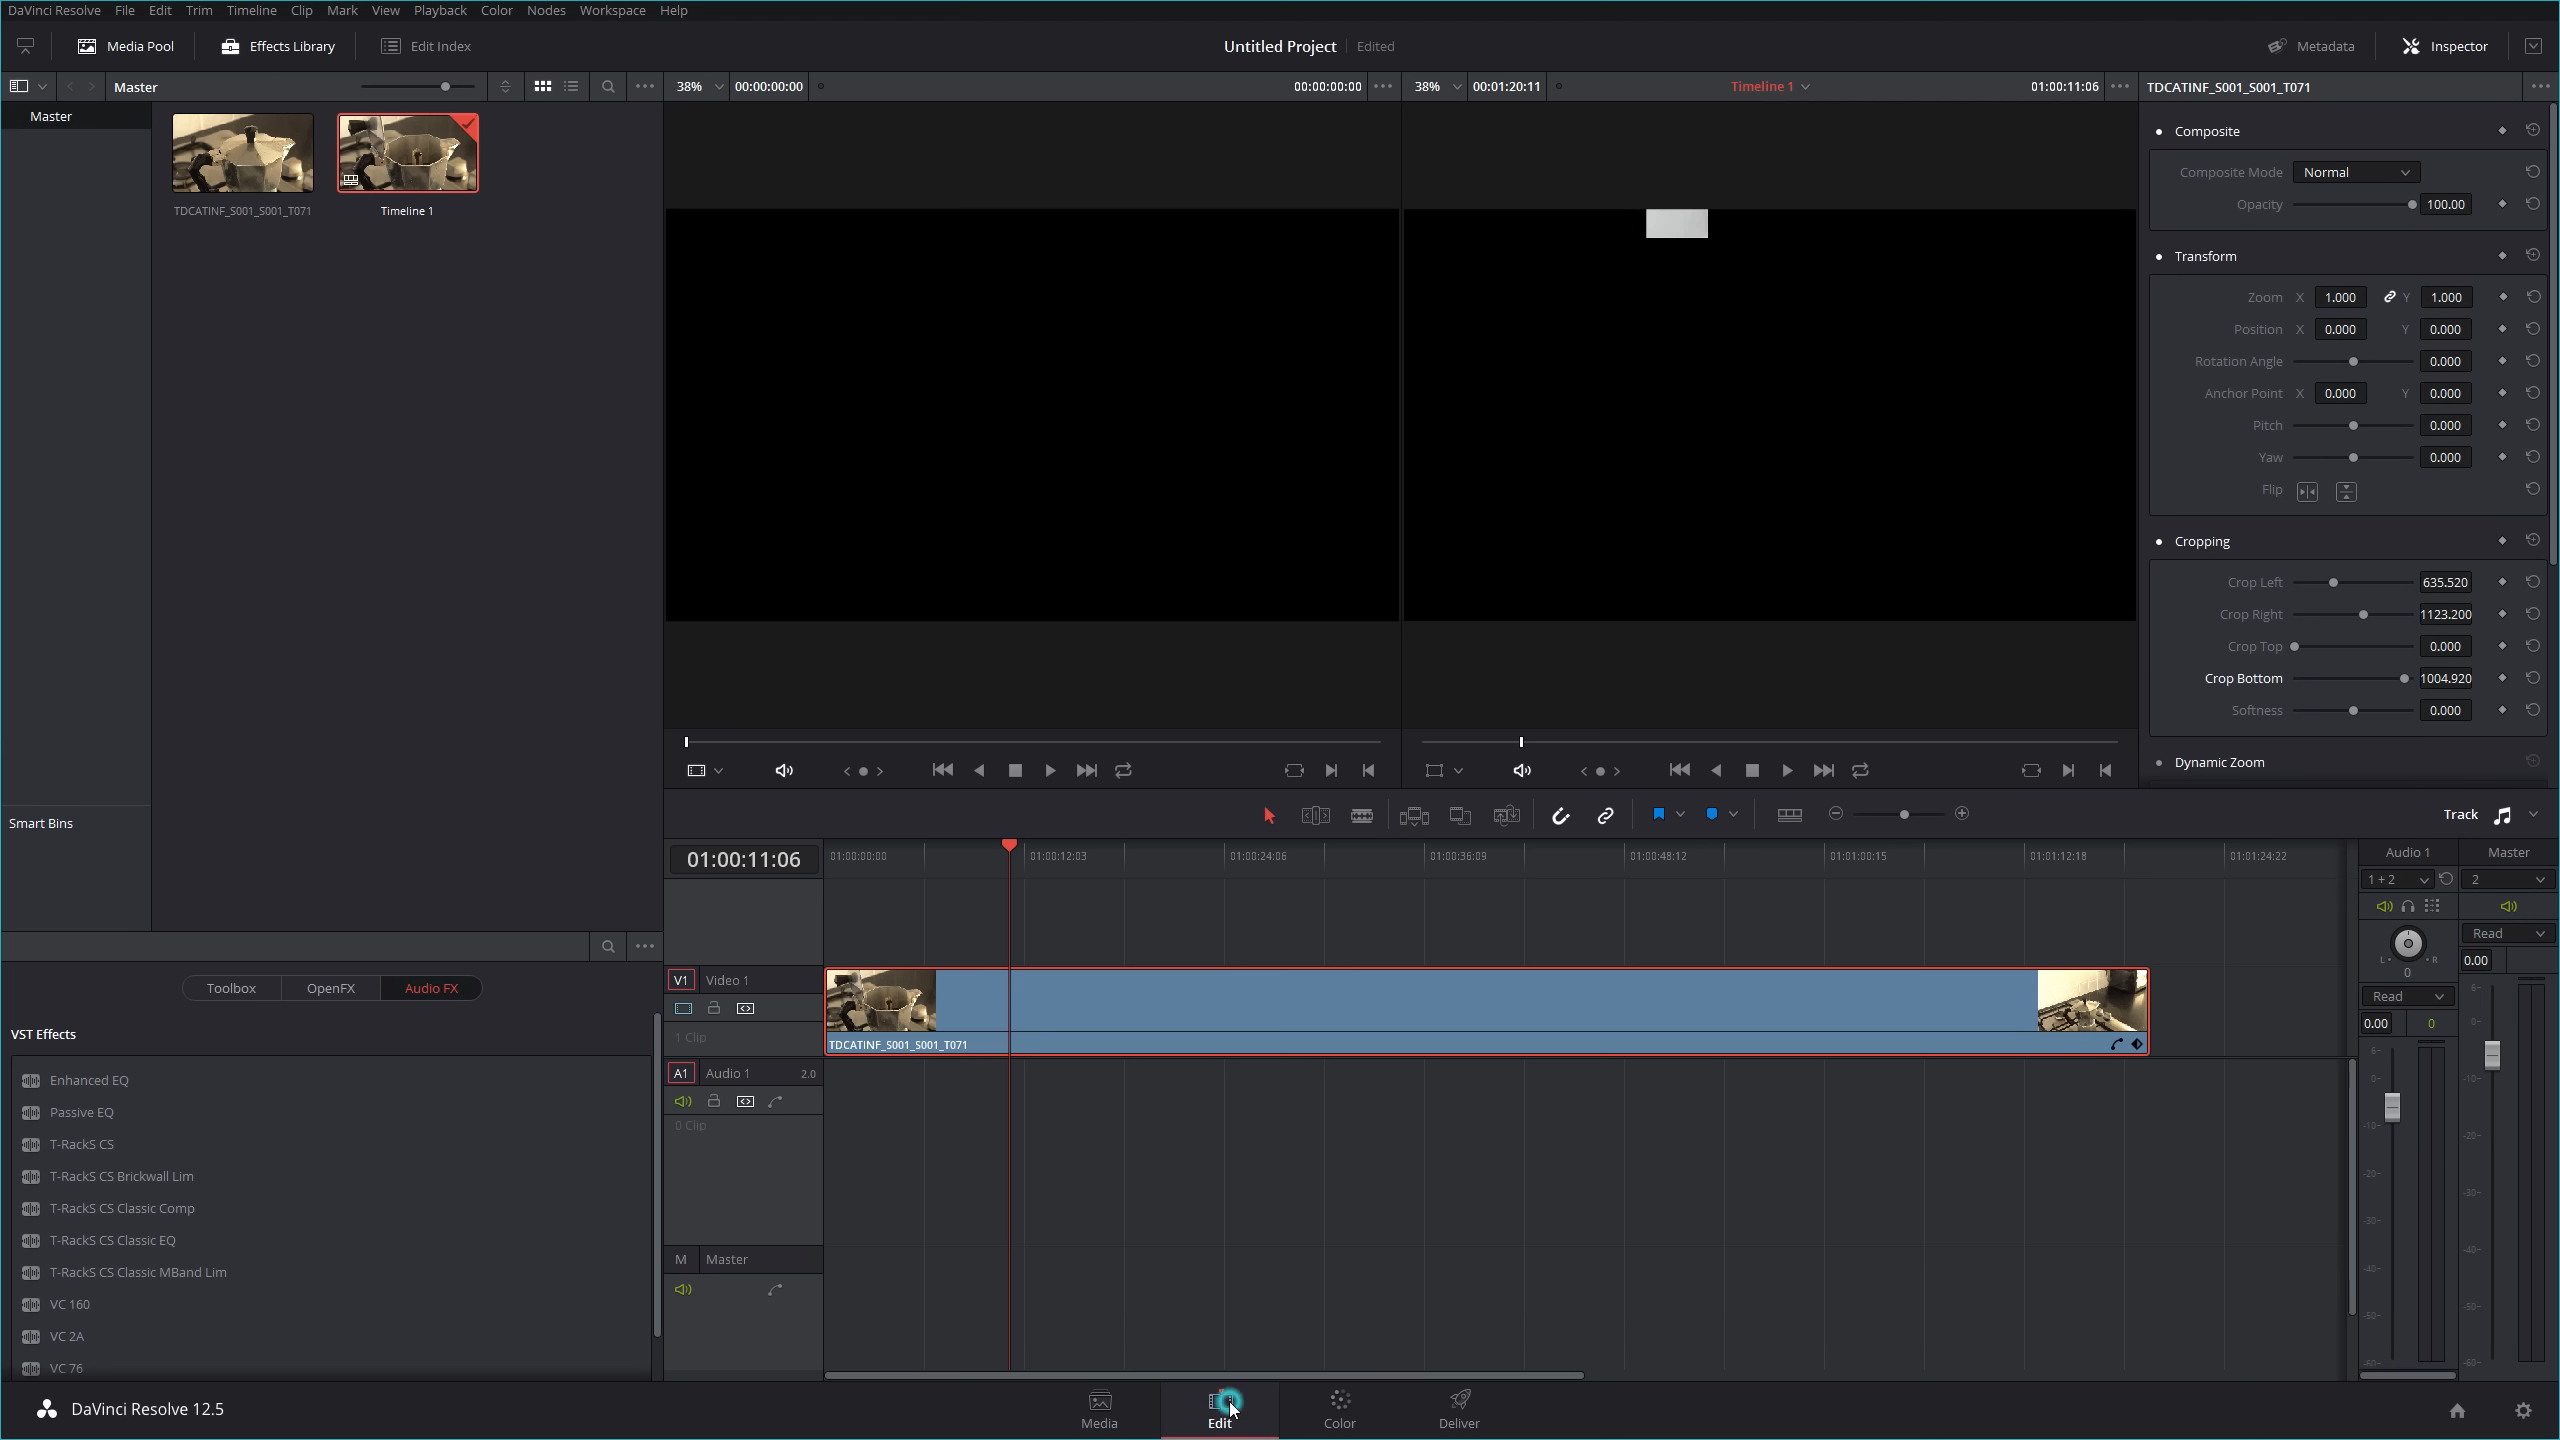 DaVinci Resolve File Edit Trim Timeline Clip Mark View Playback Color Nodes Workspace Help
Media Pool Effects Library Edit Index Untitled Project Edited Metadata Inspector
Master 38% 00:00:00:00 00:00:00:00 38% 00:01:20:11 Timeline 1 01:00:11:06 TDCATINF_S001_S001_T071
Master
TDCATINF_S001_S001_T071 Timeline 1
Composite
Composite Mode Normal
Opacity 100.00
Transform
Zoom X 1.000 Y 1.000
Position X 0.000 Y 0.000
Rotation Angle 0.000
Anchor Point X 0.000 Y 0.000
Pitch 0.000
Yaw 0.000
Flip
Cropping
Crop Left 635.520
Crop Right 1123.200
Crop Top 0.000
Crop Bottom 1004.920
Softness 0.000
Dynamic Zoom
Smart Bins
Track
01:00:11:06 01:00:00:00 01:00:12:03 01:00:24:06 01:00:36:09 01:00:48:12 01:01:00:15 01:01:12:18 01:01:24:22
V1 Video 1
1 Clip
TDCATINF_S001_S001_T071
A1 Audio 1 2.0
0 Clip
M Master
Audio 1 Master
1 + 2 2
Read
L R
0
0.00
Read
0.00 0
Toolbox OpenFX Audio FX
VST Effects
Enhanced EQ
Passive EQ
T-RackS CS
T-RackS CS Brickwall Lim
T-RackS CS Classic Comp
T-RackS CS Classic EQ
T-RackS CS Classic MBand Lim
VC 160
VC 2A
VC 76
DaVinci Resolve 12.5 Media Edit Color Deliver